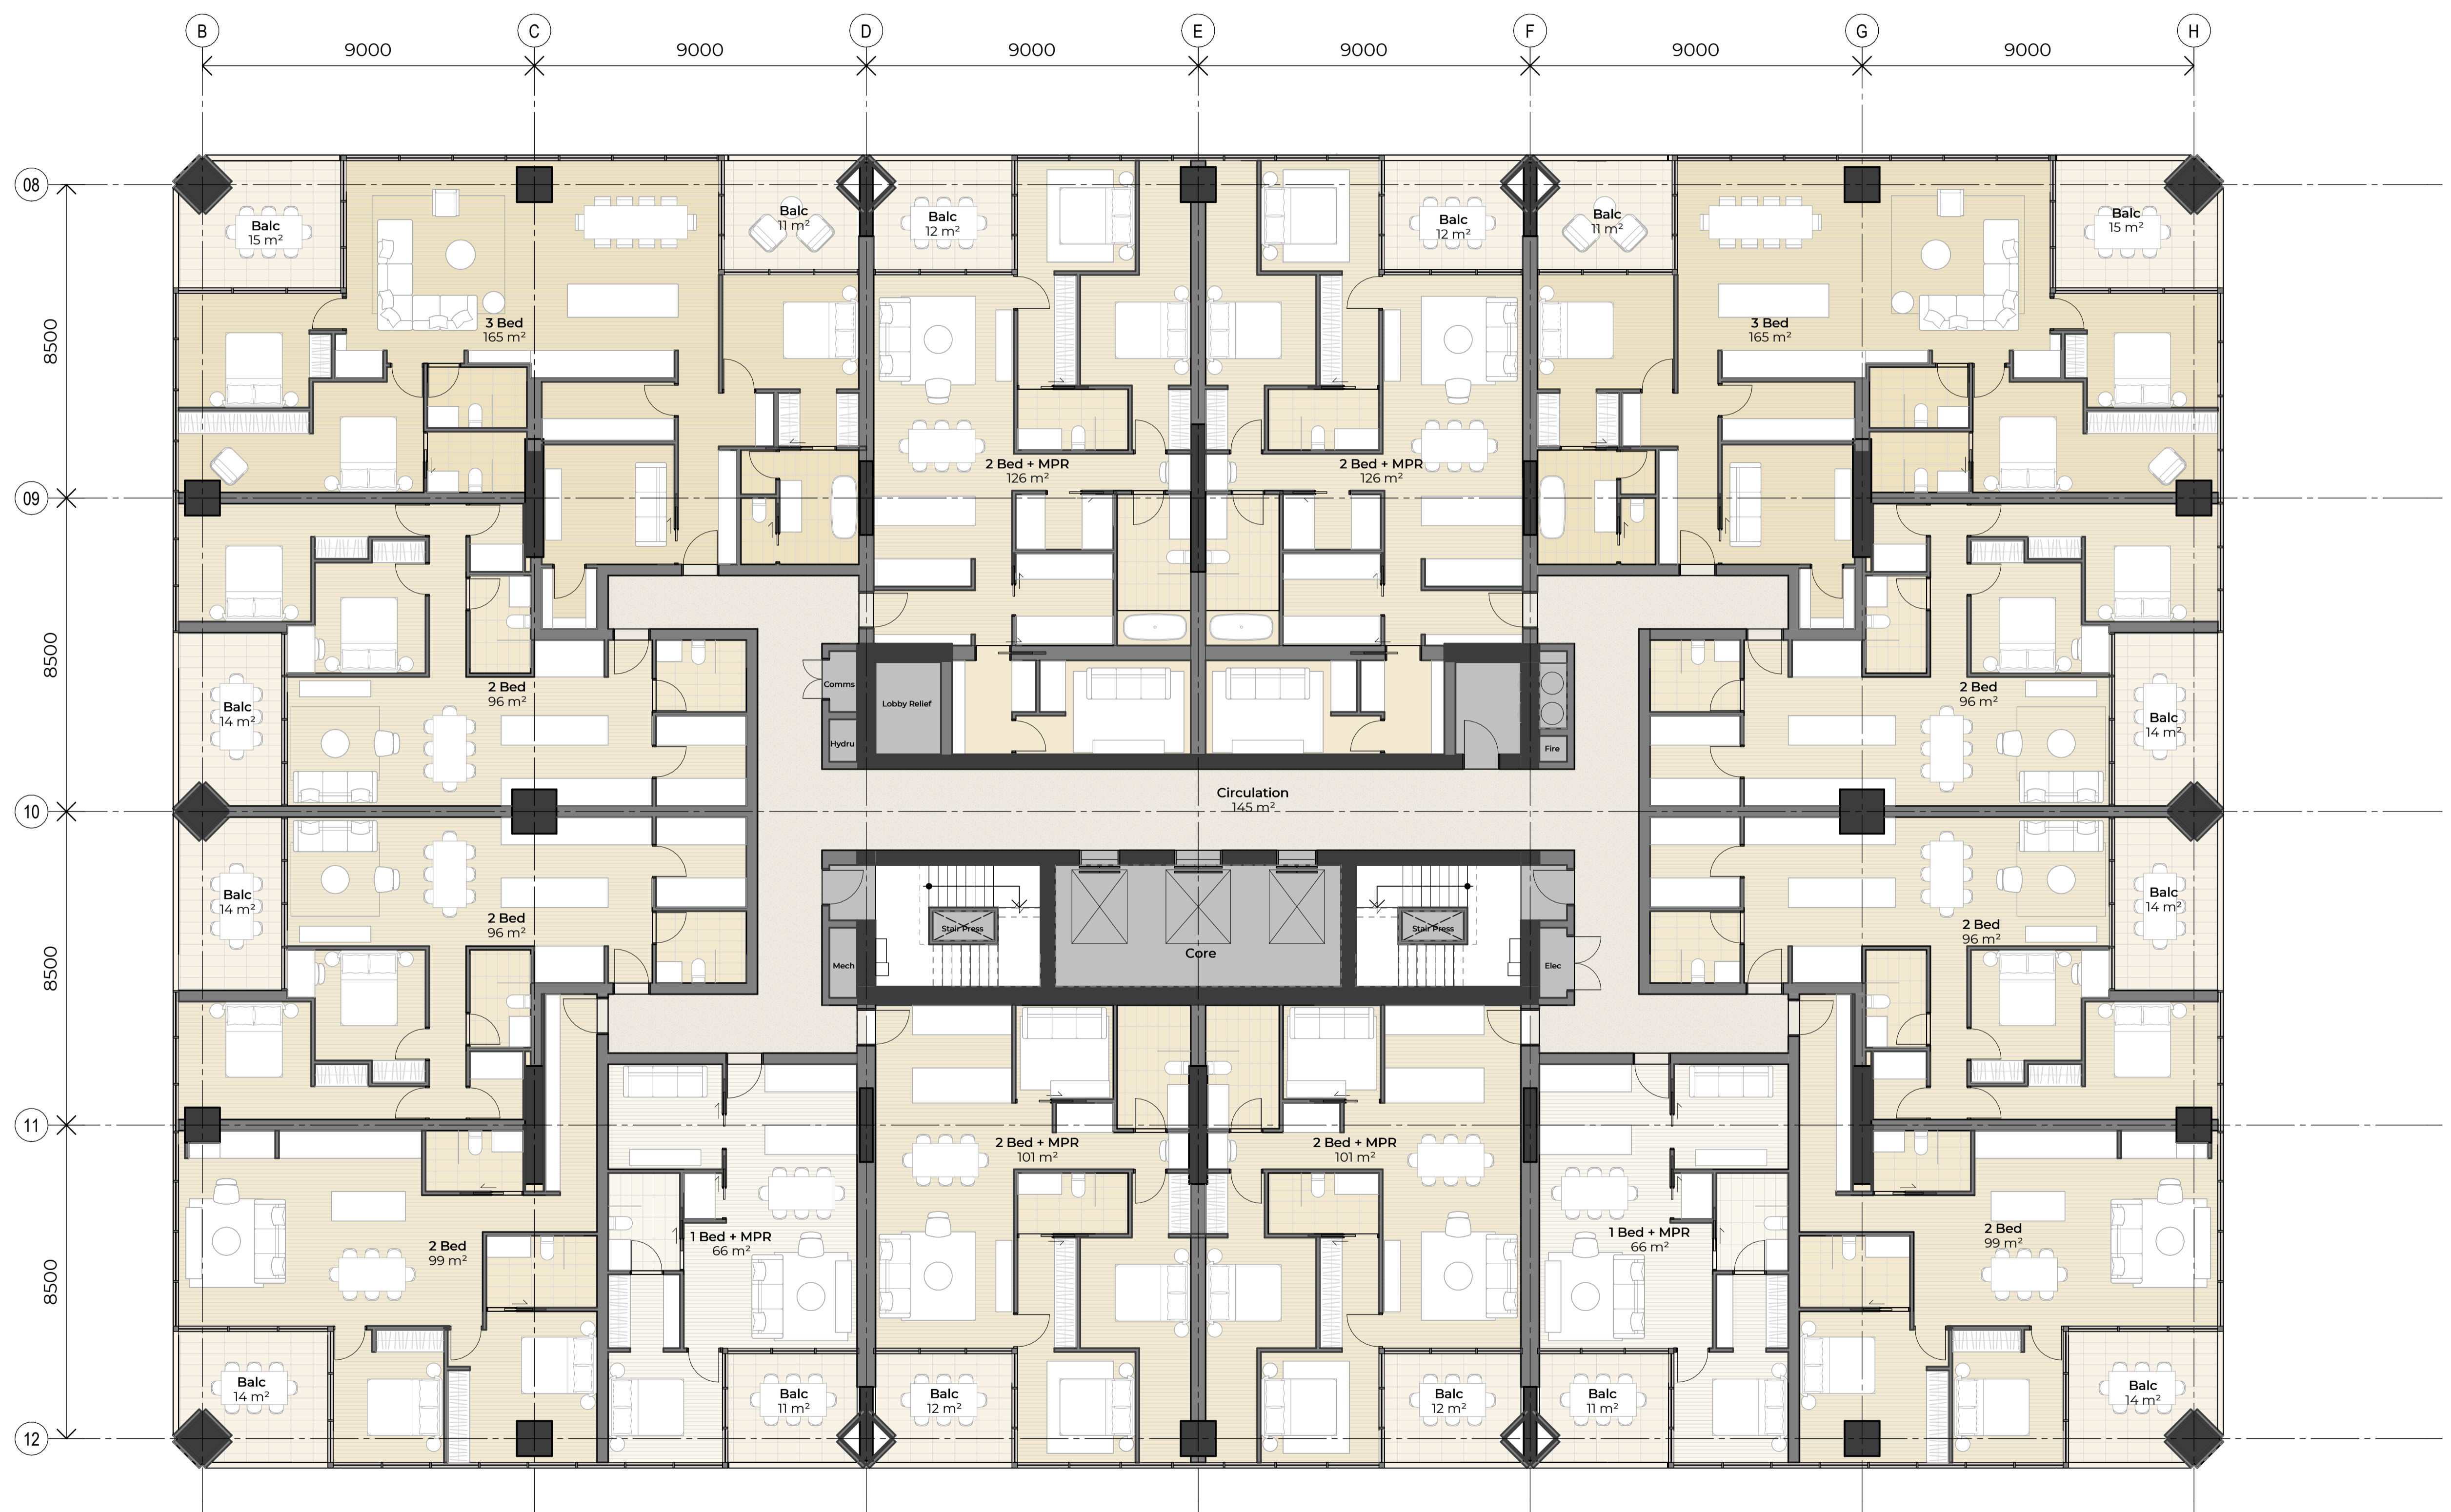 B
C
D
E
F
G
H
9000
9000
9000
9000
9000
9000
08
09
10
11
12
8500
8500
8500
8500
Balc
15 m²
3 Bed
165 m²
Balc
11 m²
Balc
12 m²
2 Bed + MPR
126 m²
2 Bed + MPR
126 m²
Balc
12 m²
Balc
11 m²
3 Bed
165 m²
Balc
15 m²
2 Bed
96 m²
Balc
14 m²
Comms
Lobby Relief
Hydru
Fire
2 Bed
96 m²
Balc
14 m²
Circulation
145 m²
Balc
14 m²
2 Bed
96 m²
Stair Press
Core
Stair Press
Mech
Elec
2 Bed
96 m²
Balc
14 m²
2 Bed
99 m²
Balc
14 m²
1 Bed + MPR
66 m²
Balc
11 m²
2 Bed + MPR
101 m²
Balc
12 m²
2 Bed + MPR
101 m²
Balc
12 m²
1 Bed + MPR
66 m²
Balc
11 m²
2 Bed
99 m²
Balc
14 m²